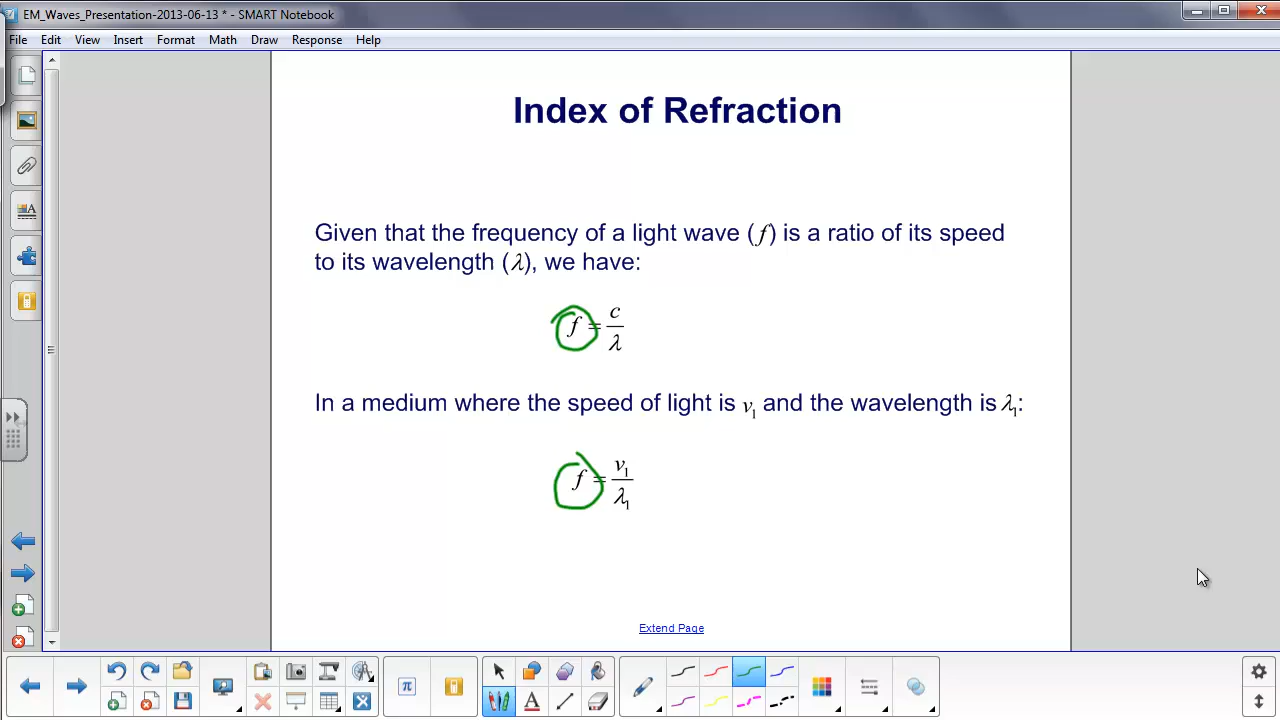 EM_Waves_Presentation-2013-06-13 * - SMART Notebook
File Edit View Insert Format Math Draw Response Help
Index of Refraction
Given that the frequency of a light wave (f) is a ratio of its speed
to its wavelength (λ), we have:
f = c/λ
In a medium where the speed of light is v₁ and the wavelength is λ₁:
f = v₁/λ₁
Extend Page